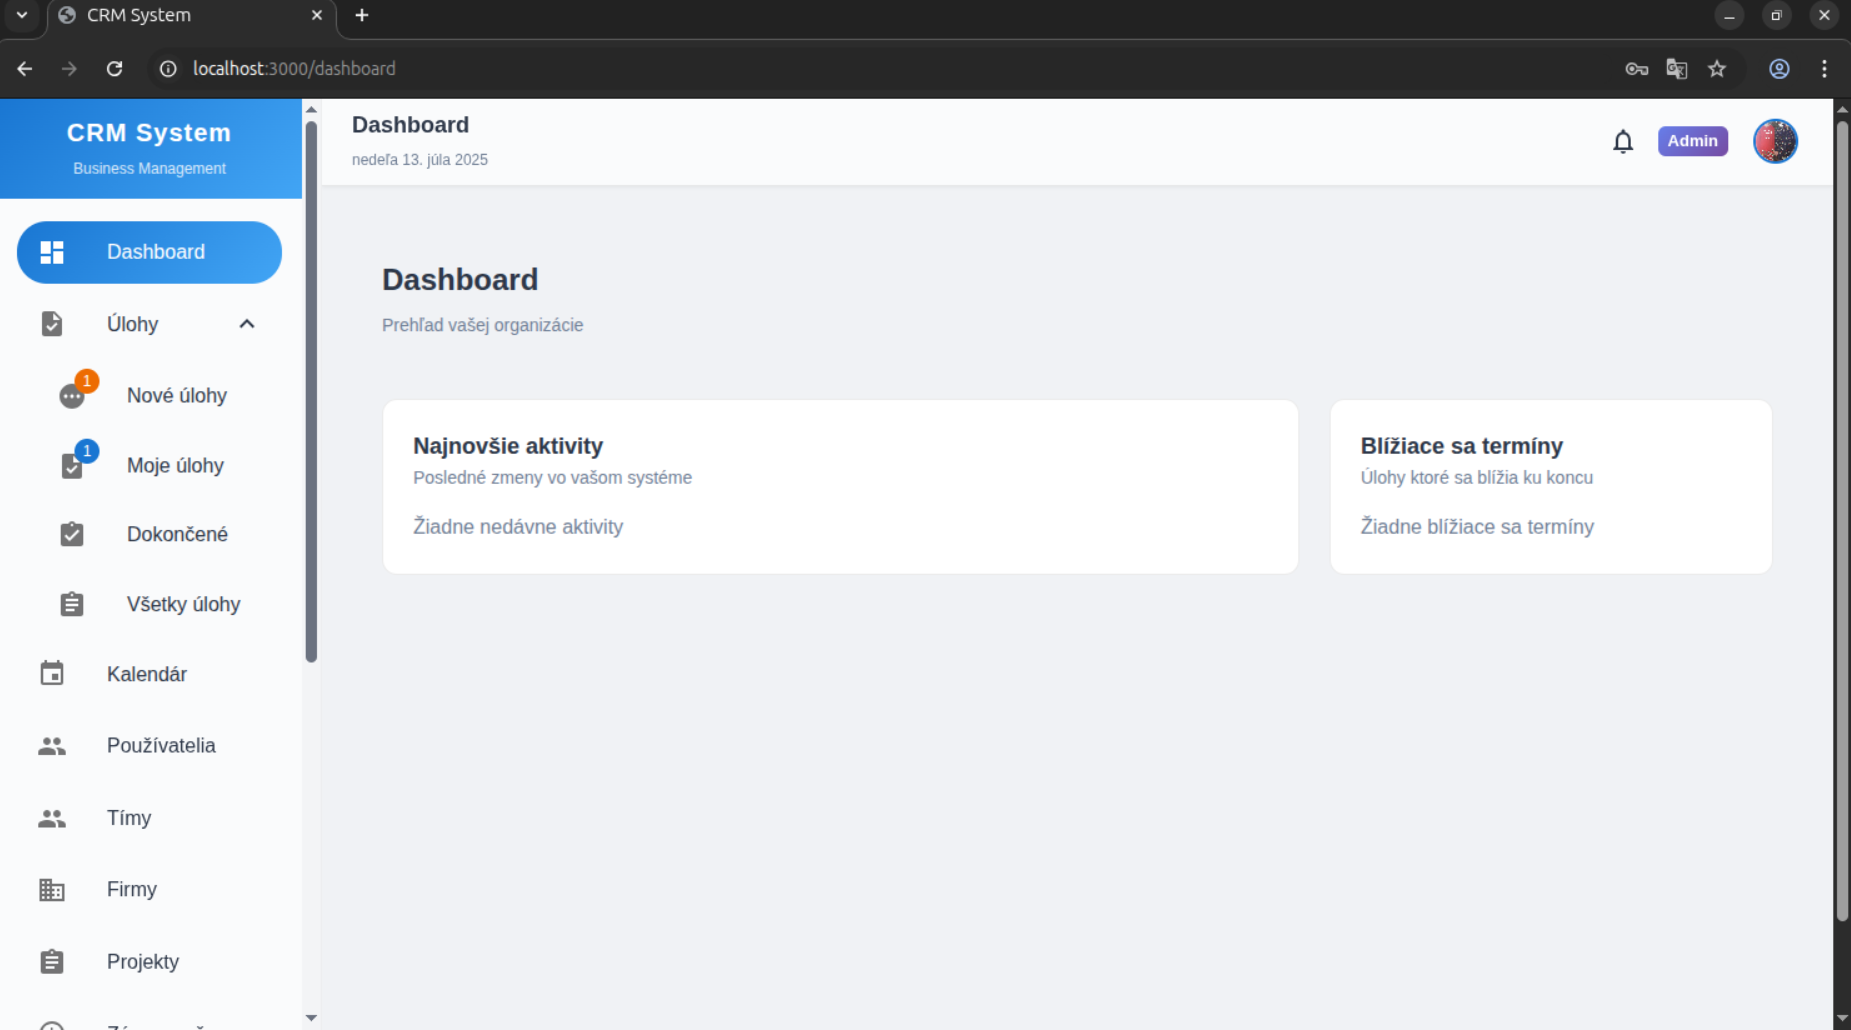 CRM System
localhost:3000/dashboard
CRM System
Business Management
Dashboard
Úlohy
1
Nové úlohy
1
Moje úlohy
Dokončené
Všetky úlohy
Kalendár
Používatelia
Tímy
Firmy
Projekty
Dashboard
nedeľa 13. júla 2025
Admin
Dashboard
Prehľad vašej organizácie
Najnovšie aktivity
Posledné zmeny vo vašom systéme
Žiadne nedávne aktivity
Blížiace sa termíny
Úlohy ktoré sa blížia ku koncu
Žiadne blížiace sa termíny